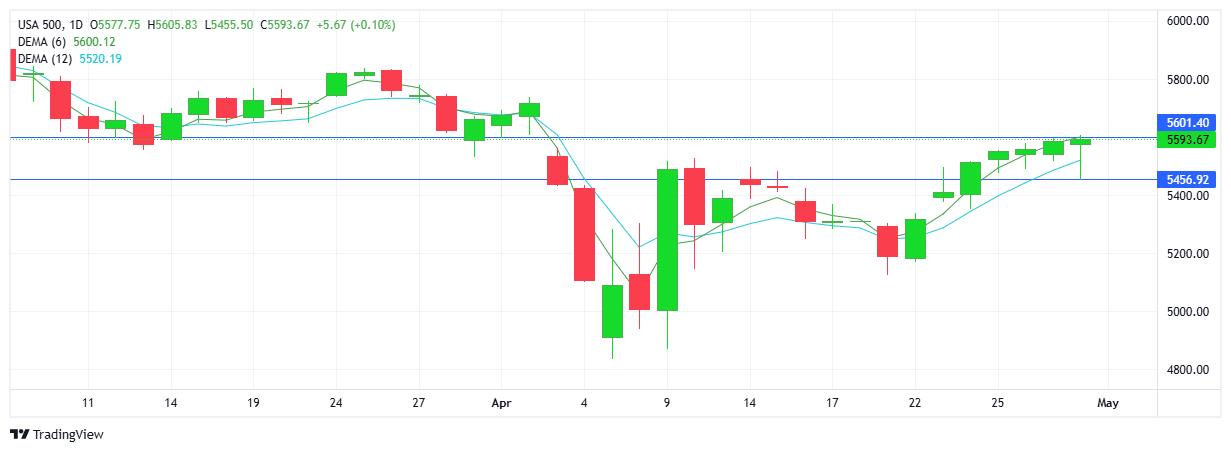 USA 500, 1D O5577.75 H5605.83 L5455.50 C5593.67 +5.67 (+0.10%)
DEMA (6) 5600.12
DEMA (12) 5520.19
6000.00
5800.00
5601.40
5593.67
5456.92
5400.00
5200.00
5000.00
4800.00
11 14 19 24 27 Apr 4 9 14 17 22 25 May
TradingView